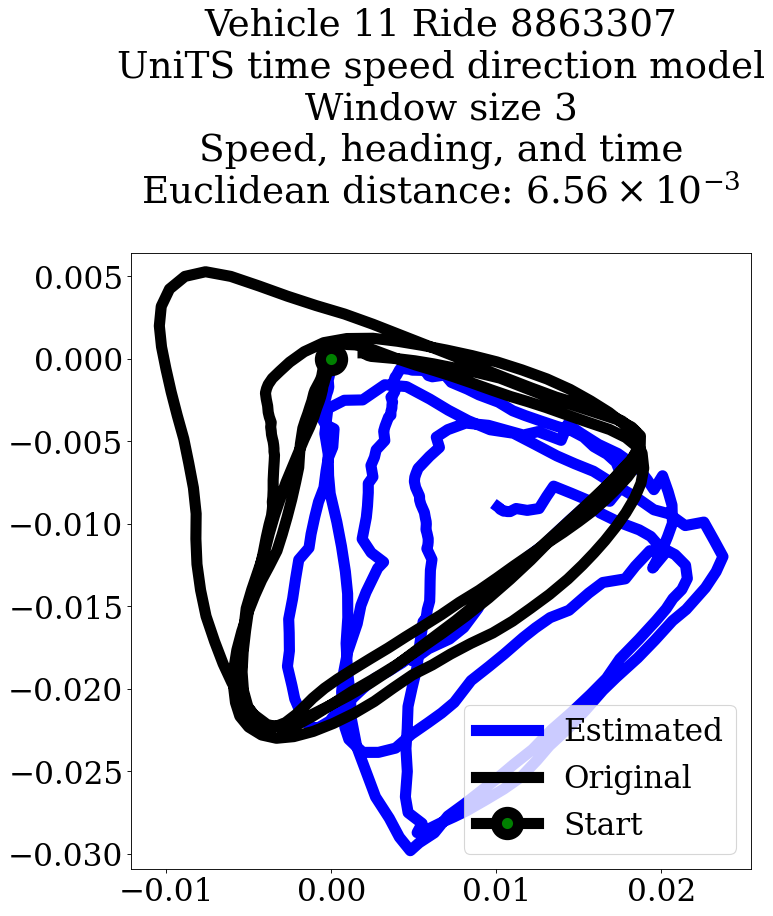 Vehicle 11 Ride 8863307
UniTS time speed direction model
Window size 3
Speed, heading, and time
Euclidean distance: 6.56 × 10⁻³
0.005
0.000
−0.005
−0.010
−0.015
−0.020
−0.025
−0.030
Estimated
Original
Start
−0.01 0.00 0.01 0.02